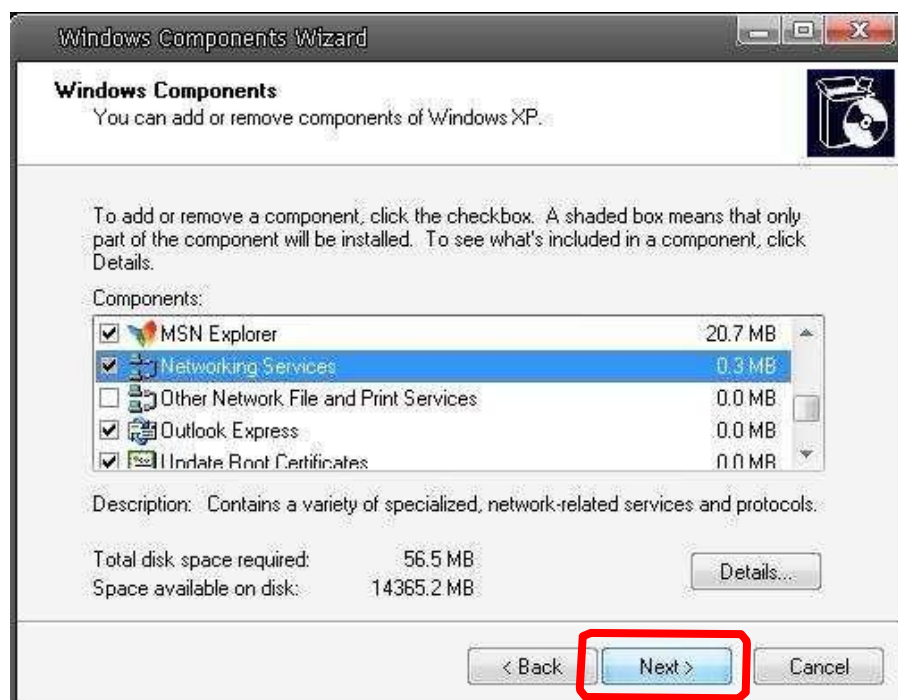 Windows Components Wizard
Windows Components
You can add or remove components of Windows XP.
To add or remove a component, click the checkbox. A shaded box means that only
part of the component will be installed. To see what's included in a component, click
Details.
Components:
MSN Explorer 20.7 MB
Networking Services 0.3 MB
Other Network File and Print Services 0.0 MB
Outlook Express 0.0 MB
Update Root Certificates 0.0 MB
Description: Contains a variety of specialized, network-related services and protocols.
Total disk space required: 56.5 MB
Space available on disk: 14365.2 MB
Details...
< Back Next > Cancel